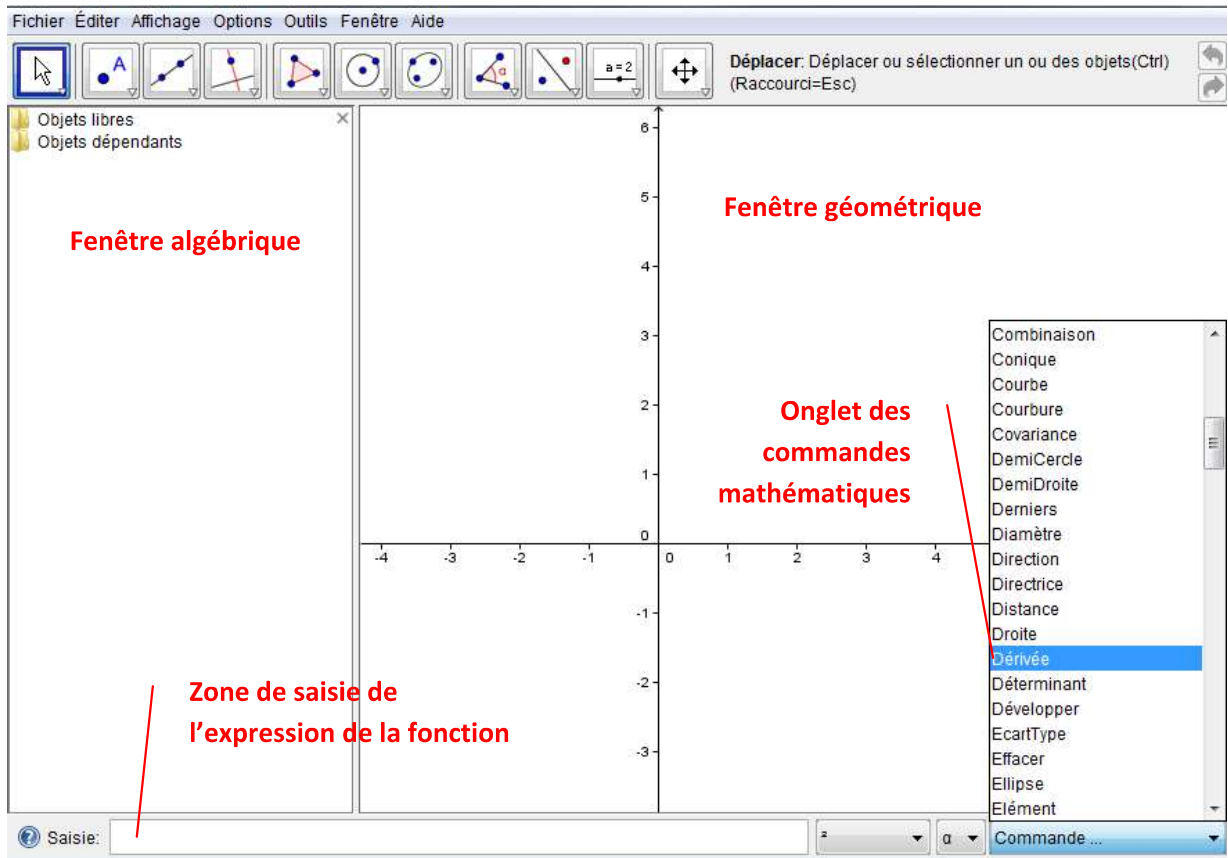 Fichier Éditer Affichage Options Outils Fenêtre Aide
A
α
a = 2
Déplacer: Déplacer ou sélectionner un ou des objets(Ctrl)
(Raccourci=Esc)
Objets libres
Objets dépendants
Fenêtre algébrique
Fenêtre géométrique
6
5
4
3
2
1
0
-4 -3 -2 -1 0 1 2 3 4
-1
-2
-3
Onglet des
commandes
mathématiques
Combinaison
Conique
Courbe
Courbure
Covariance
DemiCercle
DemiDroite
Derniers
Diamètre
Direction
Directrice
Distance
Droite
Dérivée
Déterminant
Développer
EcartType
Effacer
Ellipse
Elément
Zone de saisie de
l’expression de la fonction
Saisie:
² α Commande ...